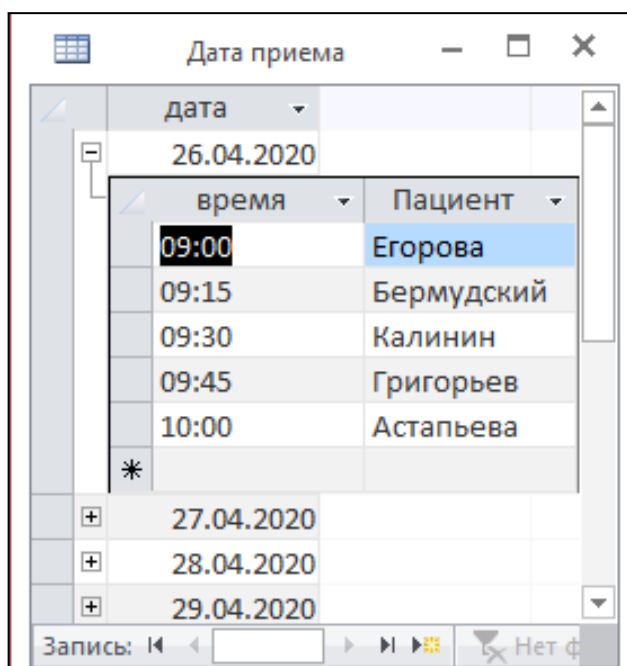 Дата приема
дата
26.04.2020
время Пациент
09:00 Егорова
09:15 Бермудский
09:30 Калинин
09:45 Григорьев
10:00 Астапьева
27.04.2020
28.04.2020
29.04.2020
Запись: Нет ф